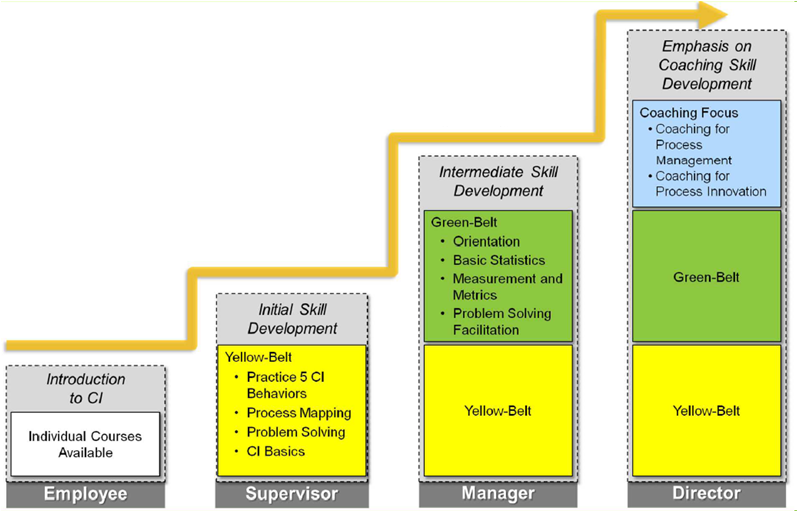 Introduction
to CI
Individual Courses
Available
Employee
Initial Skill
Development
Yellow-Belt
• Practice 5 CI
Behaviors
• Process Mapping
• Problem Solving
• CI Basics
Supervisor
Intermediate Skill
Development
Green-Belt
• Orientation
• Basic Statistics
• Measurement and
Metrics
• Problem Solving
Facilitation
Yellow-Belt
Manager
Emphasis on
Coaching Skill
Development
Coaching Focus
• Coaching for
Process
Management
• Coaching for
Process Innovation
Green-Belt
Yellow-Belt
Director